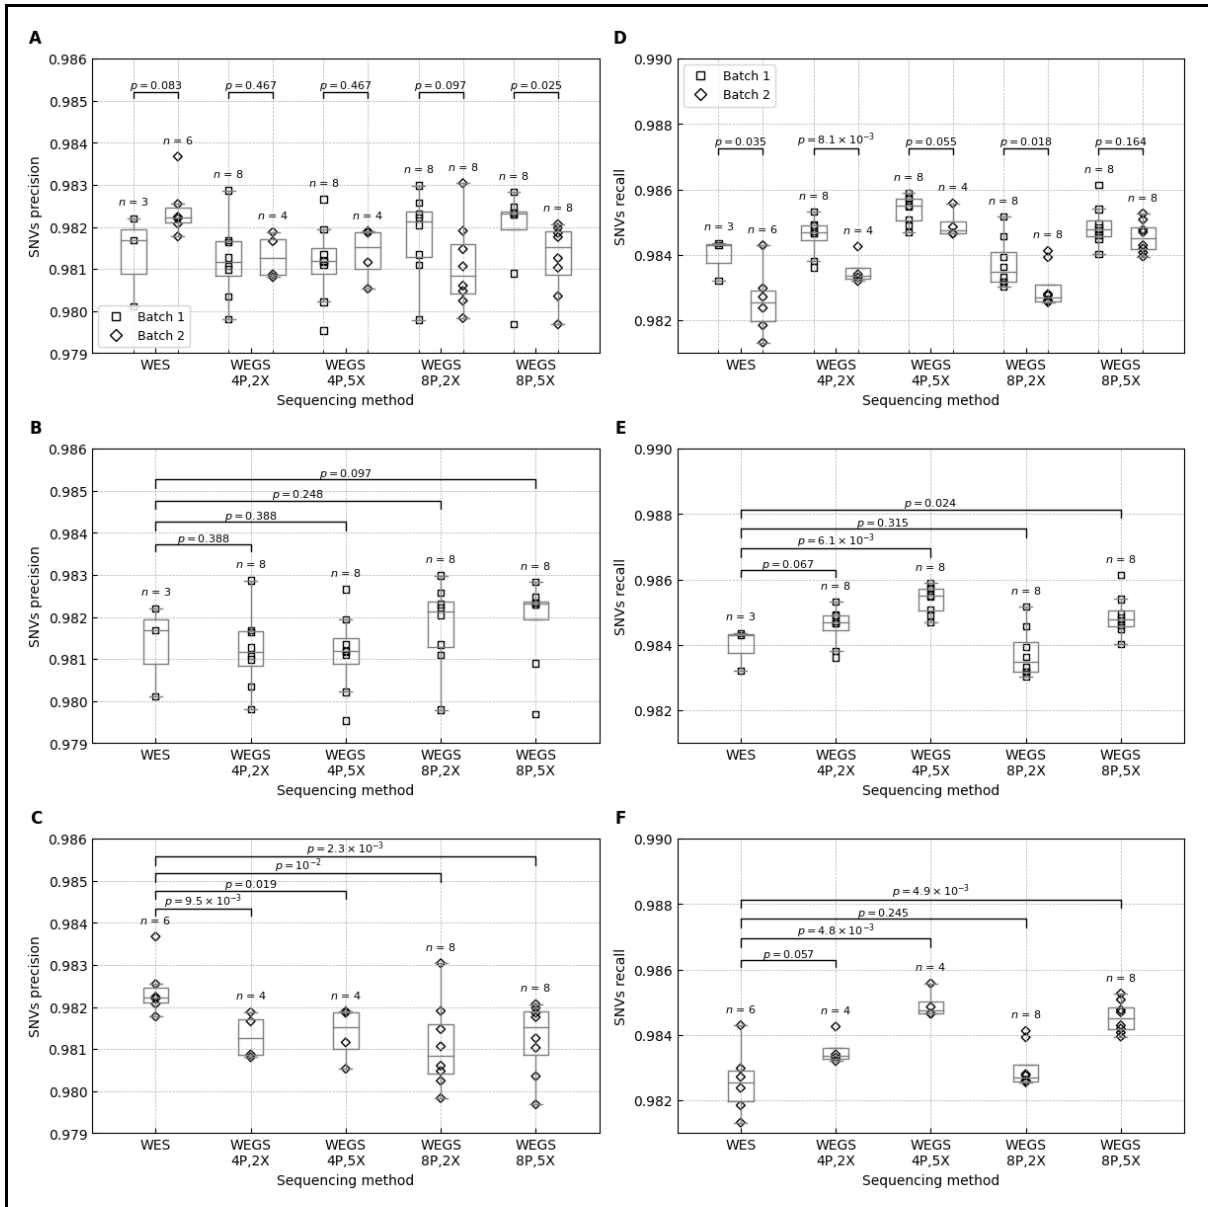 A
0.986
0.985
0.984
0.983
0.982
0.981
0.980
0.979
SNVs precision
p = 0.083
p = 0.467
p = 0.467
p = 0.097
p = 0.025
n = 3
n = 6
n = 8
n = 4
n = 8
n = 4
n = 8
n = 8
n = 8
n = 8
Batch 1
Batch 2
WES
WEGS
4P,2X
WEGS
4P,5X
WEGS
8P,2X
WEGS
8P,5X
Sequencing method
D
0.990
0.988
0.986
0.984
0.982
SNVs recall
Batch 1
Batch 2
p = 0.035
p = 8.1 × 10⁻³
p = 0.055
p = 0.018
p = 0.164
n = 3
n = 6
n = 8
n = 4
n = 8
n = 4
n = 8
n = 8
n = 8
n = 8
WES
WEGS
4P,2X
WEGS
4P,5X
WEGS
8P,2X
WEGS
8P,5X
Sequencing method
B
0.986
0.985
0.984
0.983
0.982
0.981
0.980
0.979
SNVs precision
p = 0.097
p = 0.248
p = 0.388
p = 0.388
n = 3
n = 8
n = 8
n = 8
n = 8
WES
WEGS
4P,2X
WEGS
4P,5X
WEGS
8P,2X
WEGS
8P,5X
Sequencing method
E
0.990
0.988
0.986
0.984
0.982
SNVs recall
p = 0.024
p = 0.315
p = 6.1 × 10⁻³
p = 0.067
n = 3
n = 8
n = 8
n = 8
n = 8
WES
WEGS
4P,2X
WEGS
4P,5X
WEGS
8P,2X
WEGS
8P,5X
Sequencing method
C
0.986
0.985
0.984
0.983
0.982
0.981
0.980
0.979
SNVs precision
p = 2.3 × 10⁻³
p = 10⁻²
p = 0.019
p = 9.5 × 10⁻³
n = 6
n = 4
n = 4
n = 8
n = 8
WES
WEGS
4P,2X
WEGS
4P,5X
WEGS
8P,2X
WEGS
8P,5X
Sequencing method
F
0.990
0.988
0.986
0.984
0.982
SNVs recall
p = 4.9 × 10⁻³
p = 0.245
p = 4.8 × 10⁻³
p = 0.057
n = 6
n = 4
n = 4
n = 8
n = 8
WES
WEGS
4P,2X
WEGS
4P,5X
WEGS
8P,2X
WEGS
8P,5X
Sequencing method